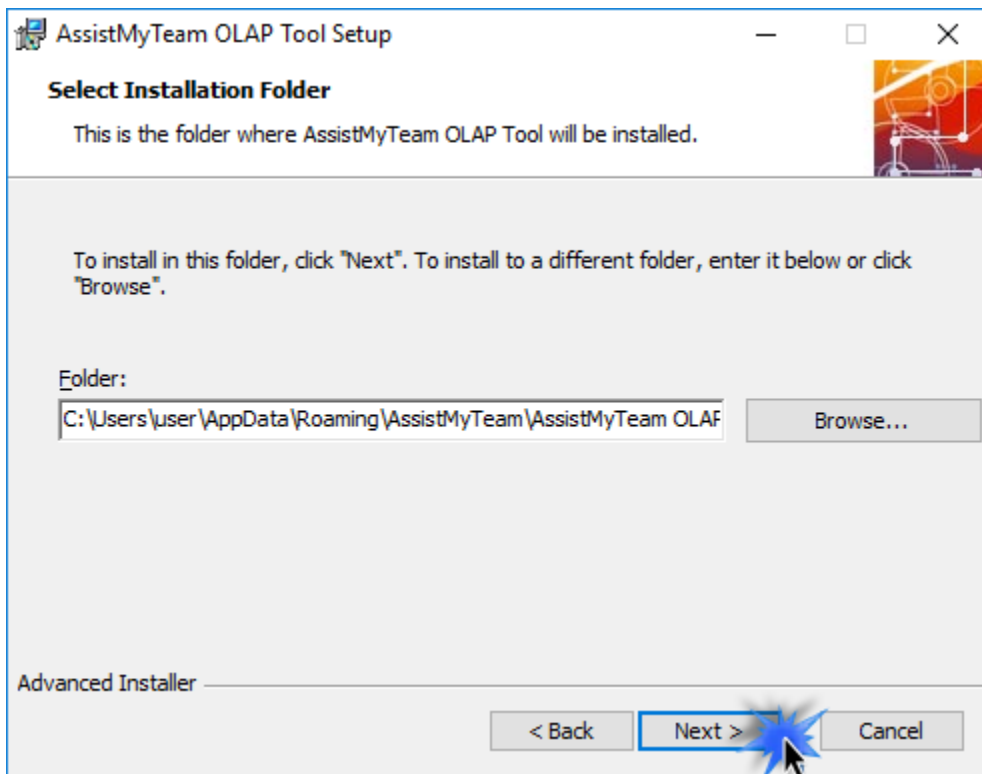 AssistMyTeam OLAP Tool Setup
Select Installation Folder
This is the folder where AssistMyTeam OLAP Tool will be installed.
To install in this folder, click "Next". To install to a different folder, enter it below or click
"Browse".
Folder:
C:\Users\user\AppData\Roaming\AssistMyTeam\AssistMyTeam OLAP
Browse...
Advanced Installer
< Back
Next >
Cancel